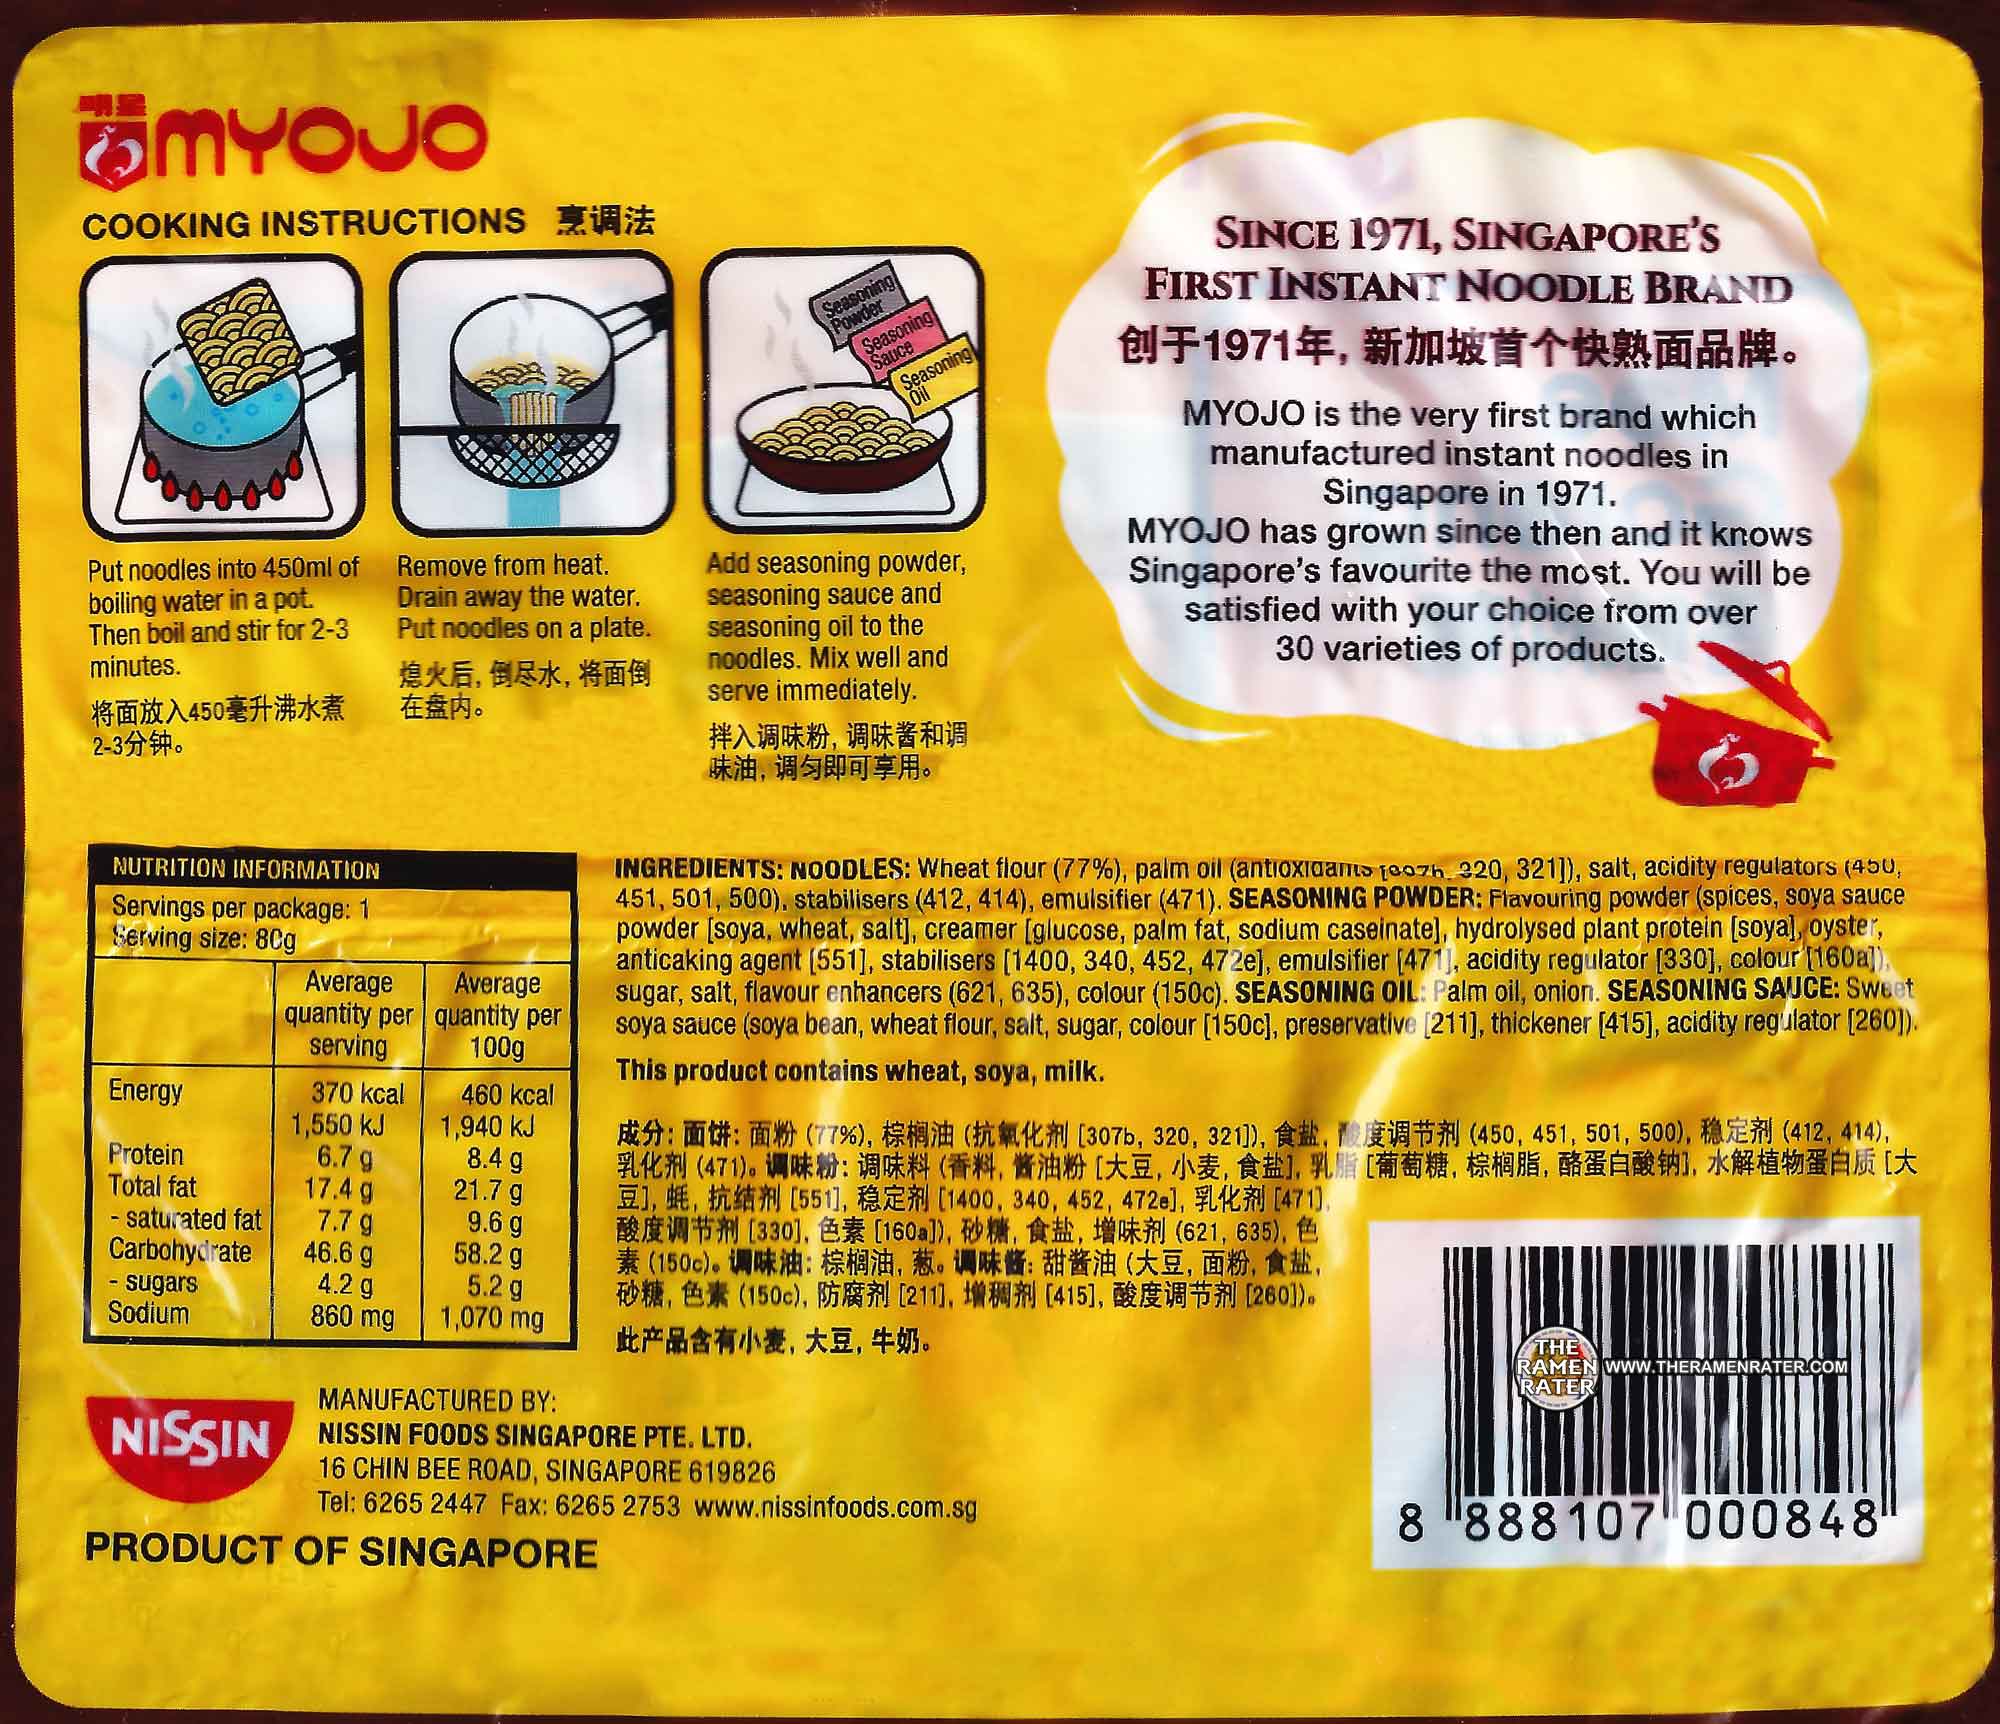 明星
MYOJO
COOKING INSTRUCTIONS 烹调法
Seasoning
Powder
Seasoning
Sauce
Seasoning
Oil
Put noodles into 450ml of
boiling water in a pot.
Then boil and stir for 2-3
minutes.
将面放入450毫升沸水煮
2-3分钟。
Remove from heat.
Drain away the water.
Put noodles on a plate.
熄火后, 倒尽水, 将面倒
在盘内。
Add seasoning powder,
seasoning sauce and
seasoning oil to the
noodles. Mix well and
serve immediately.
拌入调味粉, 调味酱和调
味油, 调匀即可享用。
SINCE 1971, SINGAPORE'S
FIRST INSTANT NOODLE BRAND
创于1971年, 新加坡首个快熟面品牌。
MYOJO is the very first brand which
manufactured instant noodles in
Singapore in 1971.
MYOJO has grown since then and it knows
Singapore's favourite the most. You will be
satisfied with your choice from over
30 varieties of products.
NUTRITION INFORMATION
Servings per package: 1
Serving size: 80g
Average quantity per serving Average quantity per 100g
Energy 370 kcal 460 kcal
1,550 kJ 1,940 kJ
Protein 6.7 g 8.4 g
Total fat 17.4 g 21.7 g
- saturated fat 7.7 g 9.6 g
Carbohydrate 46.6 g 58.2 g
- sugars 4.2 g 5.2 g
Sodium 860 mg 1,070 mg
INGREDIENTS: NOODLES: Wheat flour (77%), palm oil (antioxidants [307b, 320, 321]), salt, acidity regulators (450,
451, 501, 500), stabilisers (412, 414), emulsifier (471). SEASONING POWDER: Flavouring powder (spices, soya sauce
powder [soya, wheat, salt], creamer [glucose, palm fat, sodium caseinate], hydrolysed plant protein [soya], oyster,
anticaking agent [551], stabilisers [1400, 340, 452, 472e], emulsifier [471], acidity regulator [330], colour [160a]),
sugar, salt, flavour enhancers (621, 635), colour (150c). SEASONING OIL: Palm oil, onion. SEASONING SAUCE: Sweet
soya sauce (soya bean, wheat flour, salt, sugar, colour [150c], preservative [211], thickener [415], acidity regulator [260]).
This product contains wheat, soya, milk.
成分: 面饼: 面粉 (77%), 棕榈油 (抗氧化剂 [307b, 320, 321]), 食盐, 酸度调节剂 (450, 451, 501, 500), 稳定剂 (412, 414),
乳化剂 (471)。调味粉: 调味料 (香料, 酱油粉 [大豆, 小麦, 食盐], 乳脂 [葡萄糖, 棕榈脂, 酪蛋白酸钠], 水解植物蛋白质 [大
豆], 蚝, 抗结剂 [551], 稳定剂 [1400, 340, 452, 472e], 乳化剂 [471],
酸度调节剂 [330], 色素 [160a]), 砂糖, 食盐, 增味剂 (621, 635), 色
素 (150c)。调味油: 棕榈油, 葱。调味酱: 甜酱油 (大豆, 面粉, 食盐,
砂糖, 色素 (150c), 防腐剂 [211], 增稠剂 [415], 酸度调节剂 [260])。
此产品含有小麦, 大豆, 牛奶。
THE
RAMEN
RATER
WWW.THERAMENRATER.COM
8 888107 000848
NISSIN
MANUFACTURED BY:
NISSIN FOODS SINGAPORE PTE. LTD.
16 CHIN BEE ROAD, SINGAPORE 619826
Tel: 6265 2447 Fax: 6265 2753 www.nissinfoods.com.sg
PRODUCT OF SINGAPORE